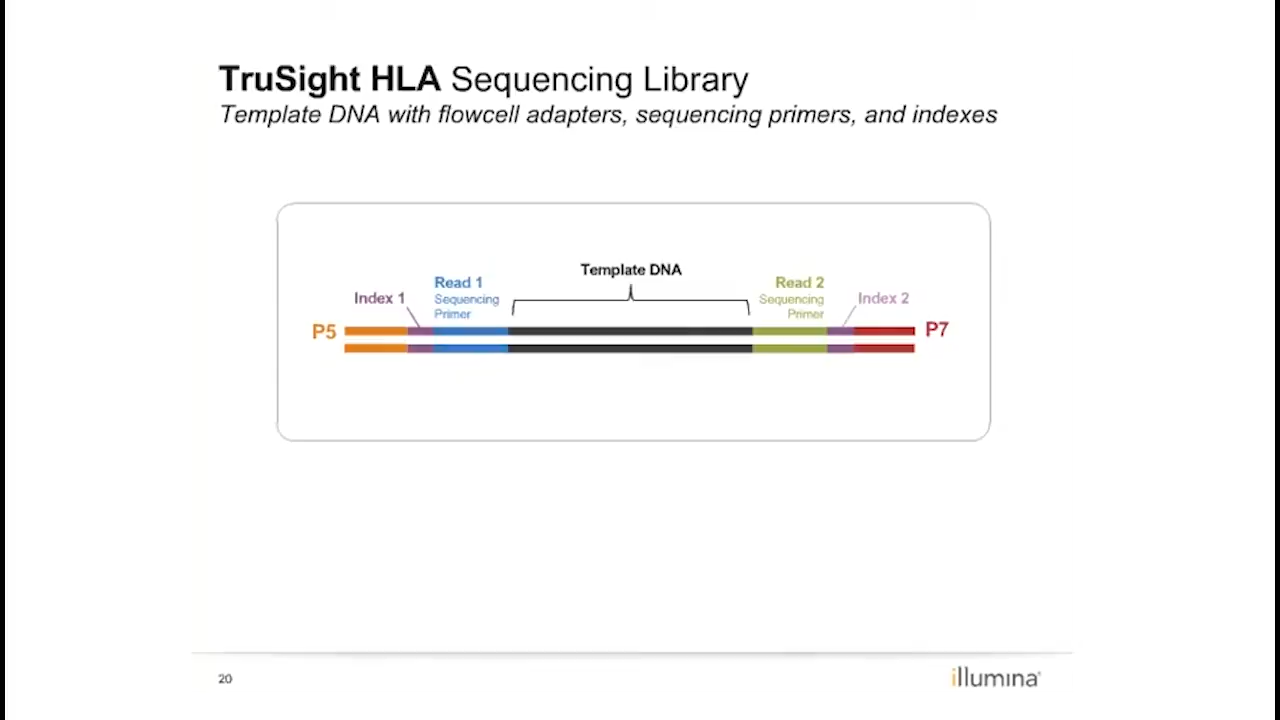 TruSight HLA Sequencing Library
Template DNA with flowcell adapters, sequencing primers, and indexes
Template DNA
Read 1
Sequencing
Primer
Index 1
Read 2
Sequencing
Primer
Index 2
P5
P7
20
illumina®